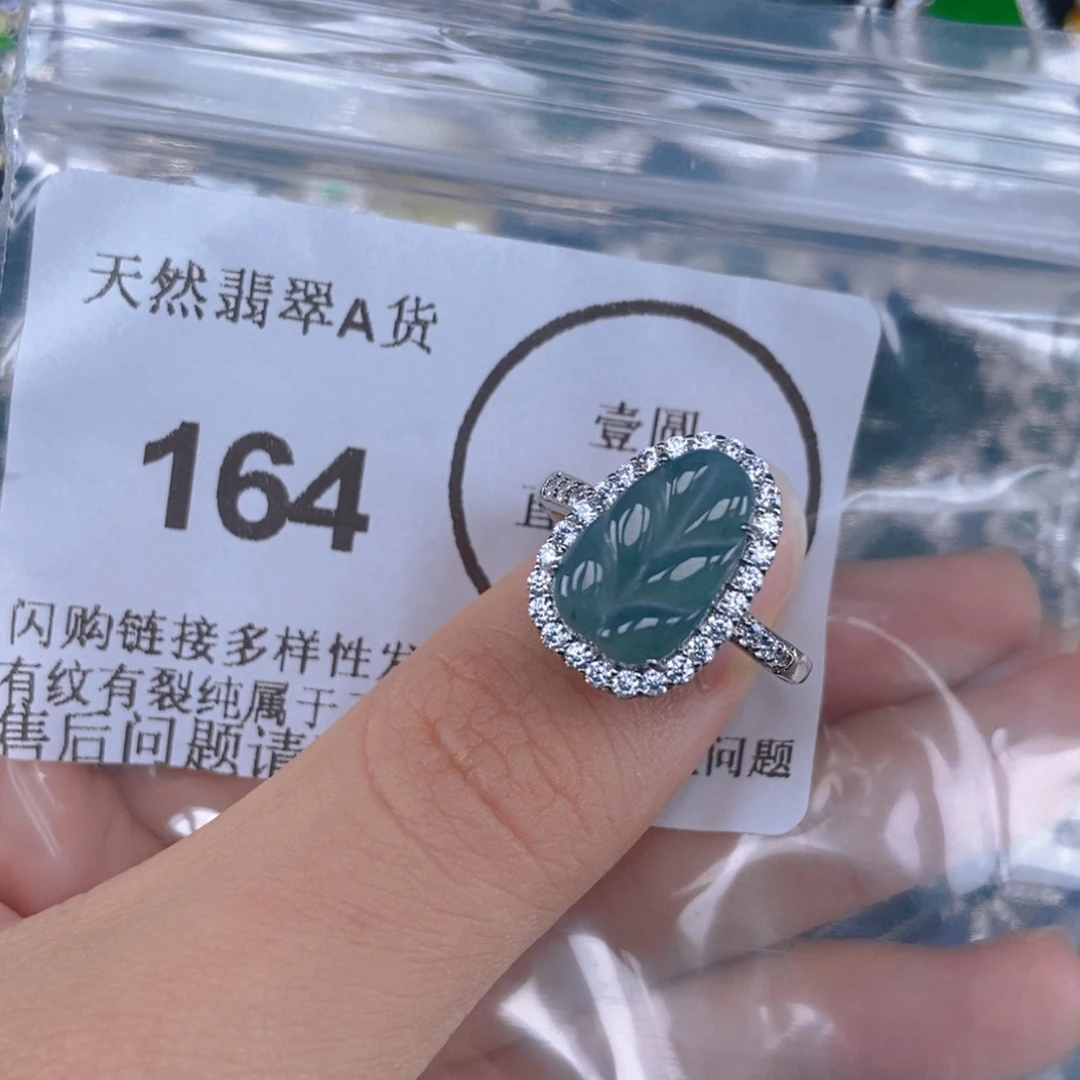 天然翡翠A货
壹圆
164
闪购链接多样性发
有纹有裂纯属于
售后问题请
问题